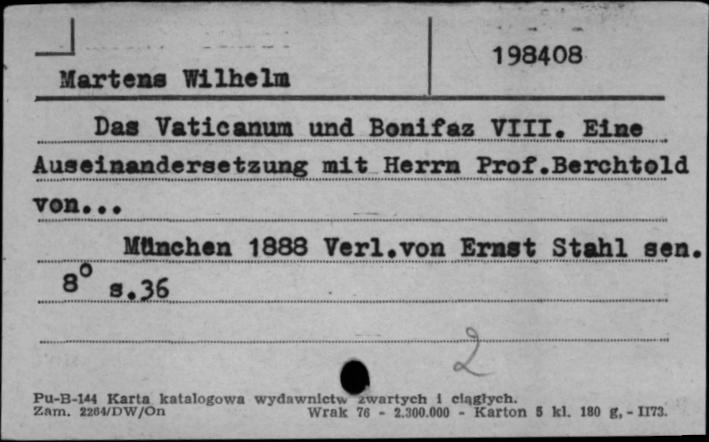 198408
Martens Wilhelm
Das Vaticanum und Bonifaz VIII. Eine
Auseinandersetzung mit Herrn Prof.Berchtold
von...
München 1888 Verl.von Ernst Stahl sen.
8° s.36
2
Pu-B-144 Karta katalogowa wydawnictw zwartych i ciągłych.
Zam. 2264/DW/On Wrak 76 - 2.300.000 - Karton 5 kl. 180 g, - II73.